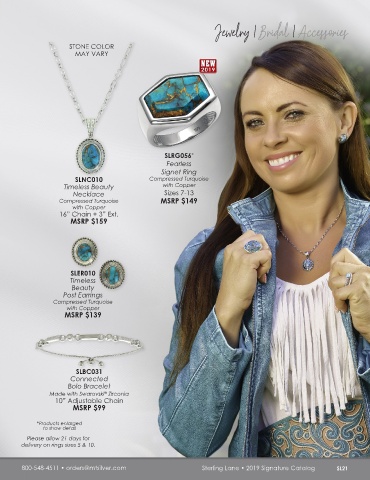 Jewelry | Bridal | Accessories
STONE COLOR
MAY VARY
NEW
2019
SLRG056*
Fearless
Signet Ring
Compressed Turquoise
with Copper
Sizes 7-13
MSRP $149
SLNC010
Timeless Beauty
Necklace
Compressed Turquoise
with Copper
16" Chain + 3" Ext.
MSRP $159
SLER010
Timeless
Beauty
Post Earrings
Compressed Turquoise
with Copper
MSRP $139
SLBC031
Connected
Bolo Bracelet
Made with Swarovski® Zirconia
10" Adjustable Chain
MSRP $99
*Products enlarged
to show detail
Please allow 21 days for
delivery on rings sizes 5 & 10.
800-548-4511 • orders@mtsilver.com
Sterling Lane • 2019 Signature Catalog
SL21